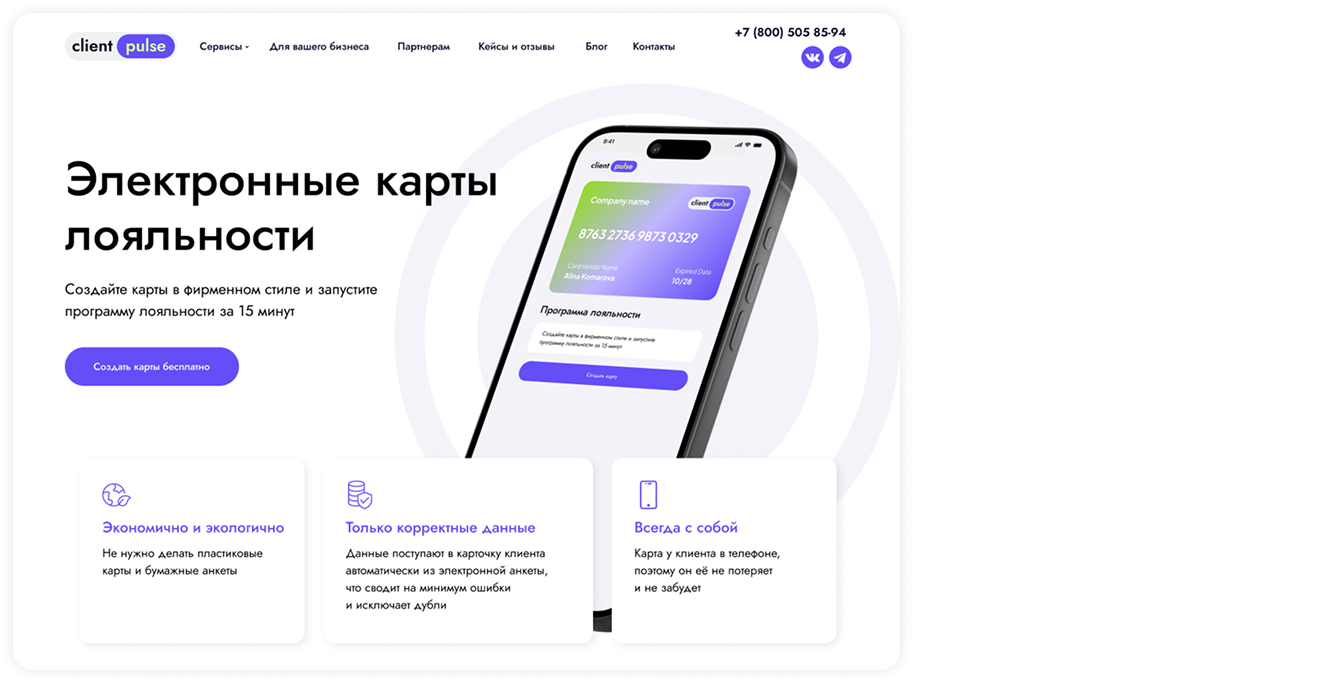 client pulse
Сервисы
Для вашего бизнеса
Партнерам
Кейсы и отзывы
Блог
Контакты
+7 (800) 505 85-94
Электронные карты
лояльности
Создайте карты в фирменном стиле и запустите
программу лояльности за 15 минут
Создать карты бесплатно
9:41
client pulse
Company name
client pulse
8763 2736 9873 0329
CardHolder Name
Alina Komarova
Expired Date
10/28
Программа лояльности
Создайте карты в фирменном стиле и запустите
программу лояльности за 15 минут
Создать карту
Экономично и экологично
Не нужно делать пластиковые
карты и бумажные анкеты
Только корректные данные
Данные поступают в карточку клиента
автоматически из электронной анкеты,
что сводит на минимум ошибки
и исключает дубли
Всегда с собой
Карта у клиента в телефоне,
поэтому он её не потеряет
и не забудет